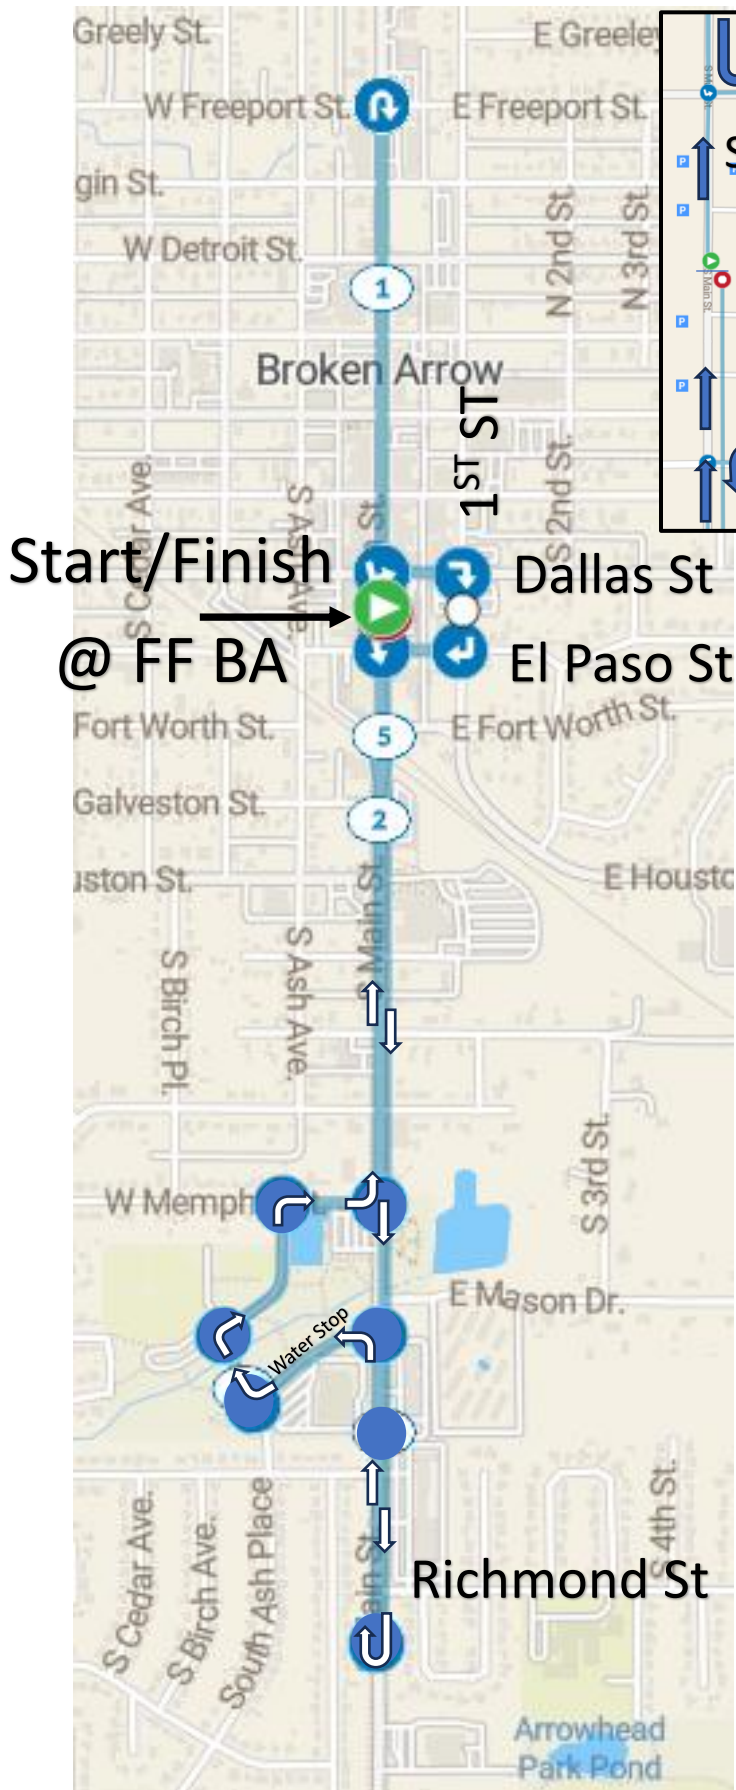 Greely St.
E Greele
W Freeport St.
E Freeport St.
gin St.
W Detroit St.
N 2nd St.
N 3rd St.
1
Broken Arrow
1ST ST
S Cedar Ave.
S Ash Ave.
S 2nd St.
Start/Finish
Dallas St
@ FF BA
El Paso St
Fort Worth St.
5
E Fort Worth St.
Galveston St.
2
uston St.
E Housto
S Main St.
S Birch Pl.
S Ash Ave.
S 3rd St.
W Memph
E Mason Dr.
Water Stop
S Cedar Ave.
S Birch Ave.
South Ash Place
ain St.
S 4th St.
Richmond St
Arrowhead
Park Pond
P
P
P
P
S Main St.